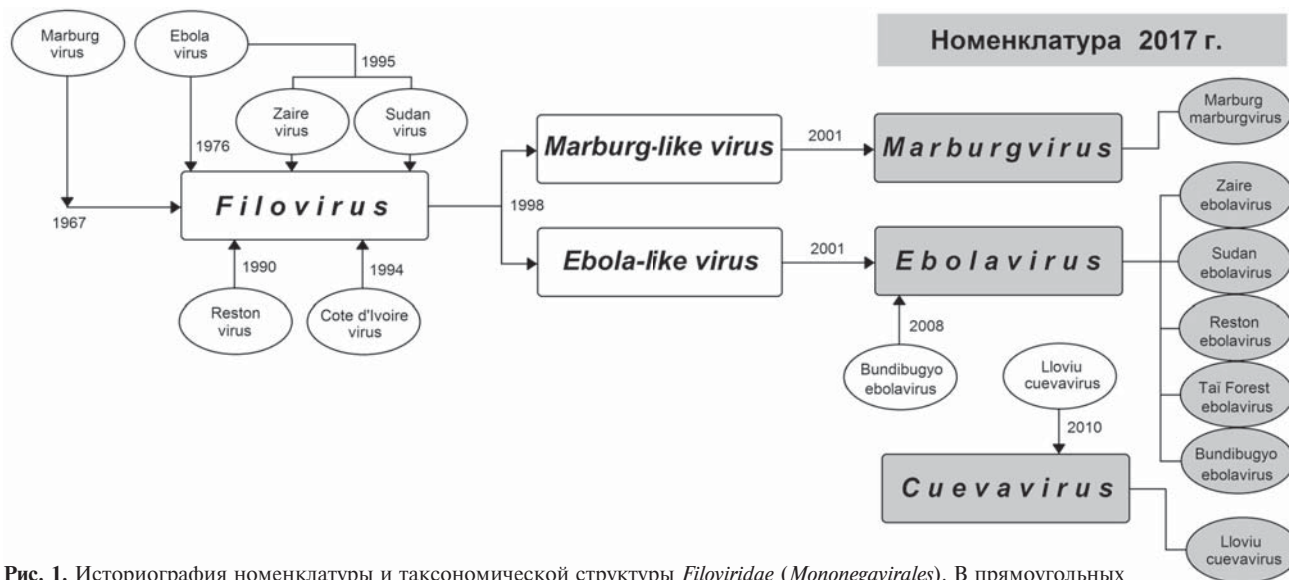 Marburg
virus
Ebola
virus
Номенклатура 2017 г.
1995
Zaire
virus
Sudan
virus
1976
1967
Filovirus
1998
Marburg-like virus
2001
Marburgvirus
Marburg
marburgvirus
1990
1994
Reston
virus
Cote d'Ivoire
virus
Ebola-like virus
2001
Ebolavirus
Zaire
ebolavirus
Sudan
ebolavirus
Reston
ebolavirus
Taï Forest
ebolavirus
Bundibugyo
ebolavirus
2008
Bundibugyo
ebolavirus
Lloviu
cuevavirus
2010
Cuevavirus
Lloviu
cuevavirus
Рис. 1. Историография номенклатуры и таксономической структуры Filoviridae (Mononegavirales). В прямоугольных